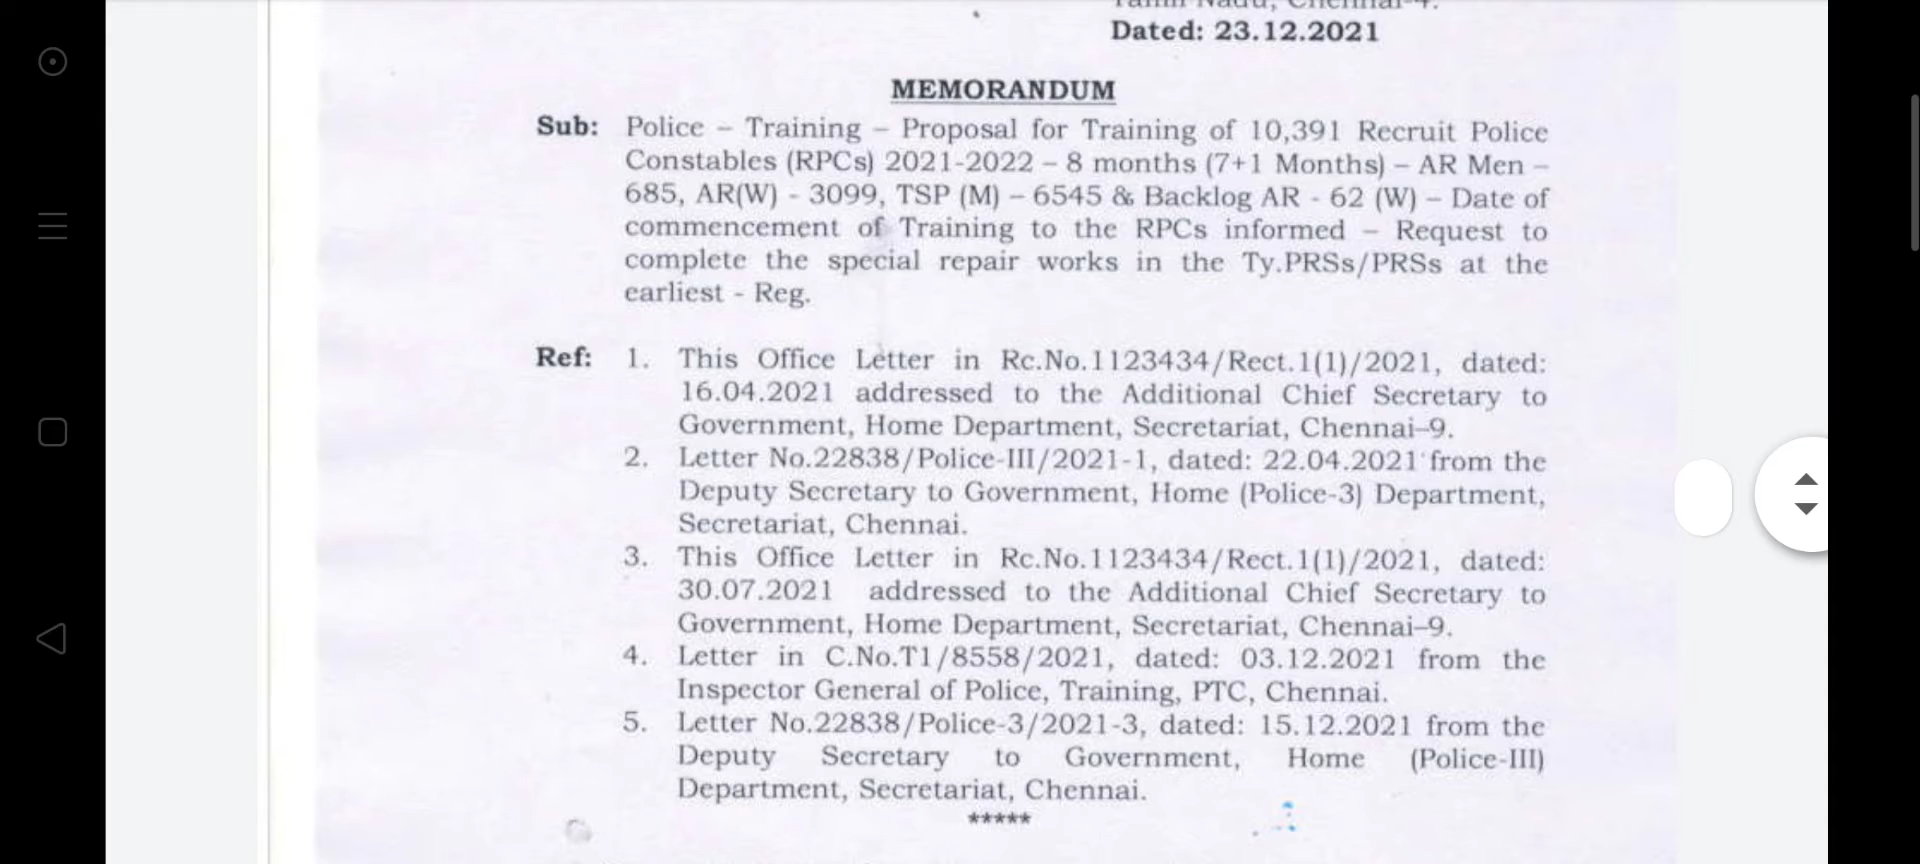 Tamil Nadu, Chennai-4.
Dated: 23.12.2021
MEMORANDUM
Sub: Police – Training – Proposal for Training of 10,391 Recruit Police
Constables (RPCs) 2021-2022 – 8 months (7+1 Months) – AR Men –
685, AR(W) - 3099, TSP (M) – 6545 & Backlog AR - 62 (W) – Date of
commencement of Training to the RPCs informed – Request to
complete the special repair works in the Ty.PRSs/PRSs at the
earliest - Reg.
Ref: 1. This Office Letter in Rc.No.1123434/Rect.1(1)/2021, dated:
16.04.2021 addressed to the Additional Chief Secretary to
Government, Home Department, Secretariat, Chennai–9.
2. Letter No.22838/Police-III/2021-1, dated: 22.04.2021 from the
Deputy Secretary to Government, Home (Police-3) Department,
Secretariat, Chennai.
3. This Office Letter in Rc.No.1123434/Rect.1(1)/2021, dated:
30.07.2021 addressed to the Additional Chief Secretary to
Government, Home Department, Secretariat, Chennai–9.
4. Letter in C.No.T1/8558/2021, dated: 03.12.2021 from the
Inspector General of Police, Training, PTC, Chennai.
5. Letter No.22838/Police-3/2021-3, dated: 15.12.2021 from the
Deputy Secretary to Government, Home (Police-III)
Department, Secretariat, Chennai.
*****